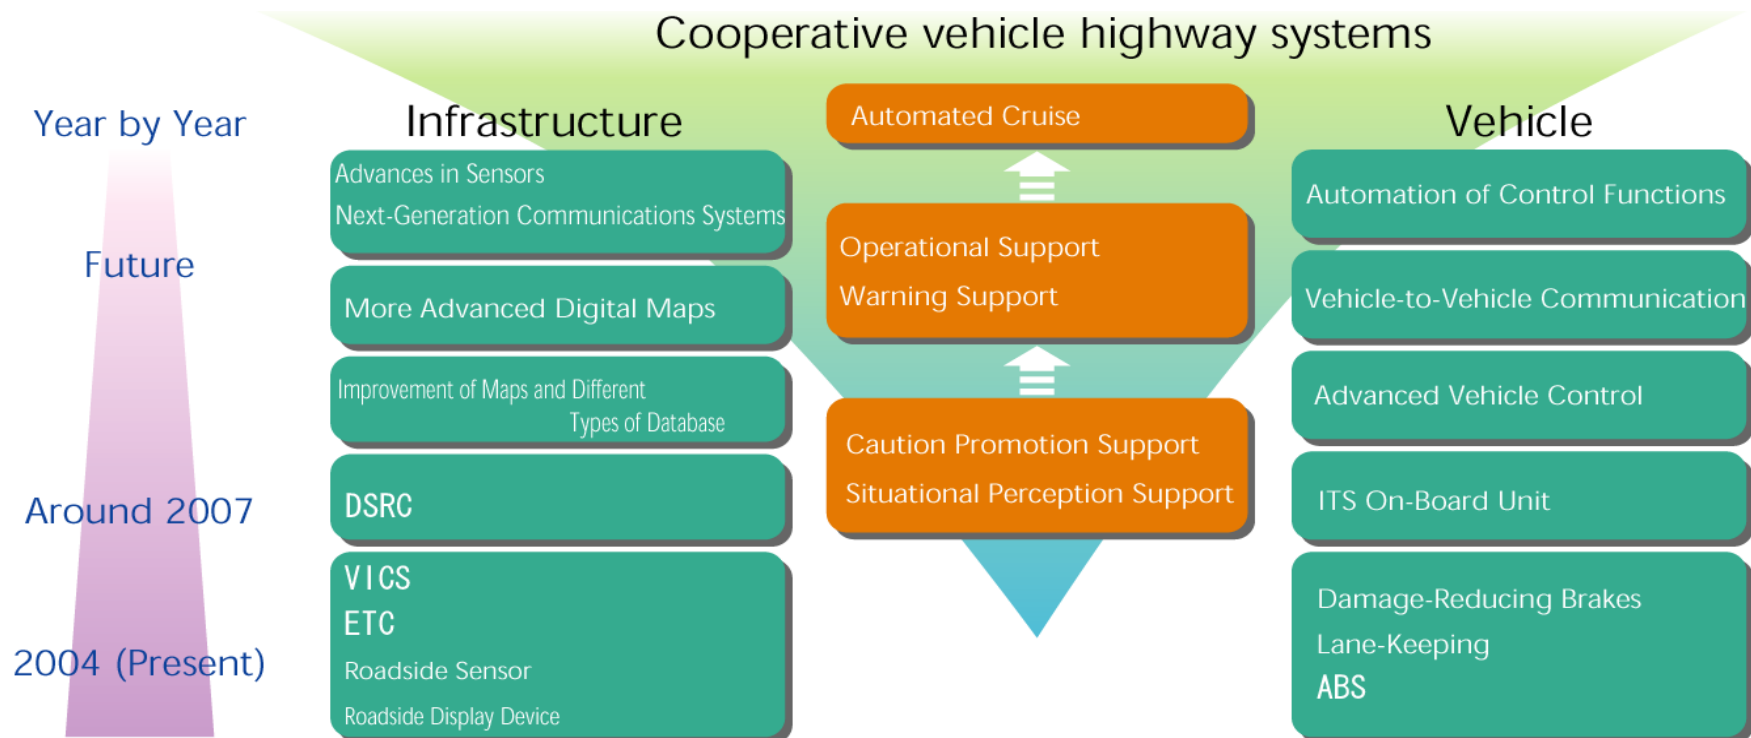 Cooperative vehicle highway systems
Year by Year
Future
Around 2007
2004 (Present)
Infrastructure
Advances in Sensors
Next-Generation Communications Systems
More Advanced Digital Maps
Improvement of Maps and Different
Types of Database
DSRC
VICS
ETC
Roadside Sensor
Roadside Display Device
Automated Cruise
Operational Support
Warning Support
Caution Promotion Support
Situational Perception Support
Vehicle
Automation of Control Functions
Vehicle-to-Vehicle Communication
Advanced Vehicle Control
ITS On-Board Unit
Damage-Reducing Brakes
Lane-Keeping
ABS